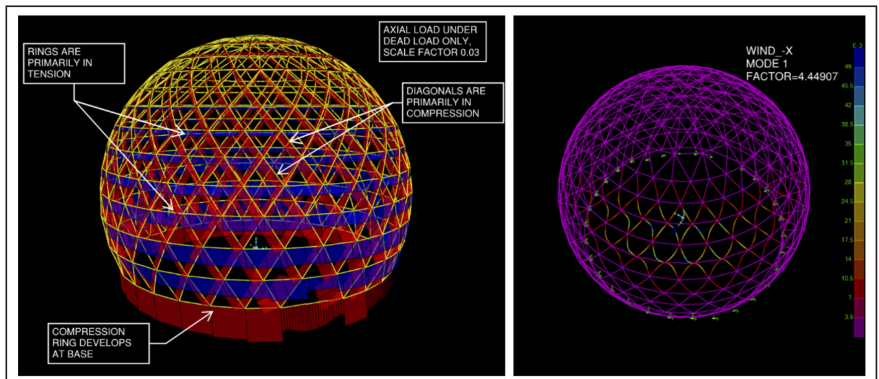 AXIAL LOAD UNDER
DEAD LOAD ONLY,
SCALE FACTOR 0.03
RINGS ARE
PRIMARILY IN
TENSION
DIAGONALS ARE
PRIMARILY IN
COMPRESSION
COMPRESSION
RING DEVELOPS
AT BASE
WIND_-X
MODE 1
FACTOR=4.44907
E-3
49
45.5
42
38.5
35
31.5
28
24.5
21
17.5
14
10.5
7
3.5